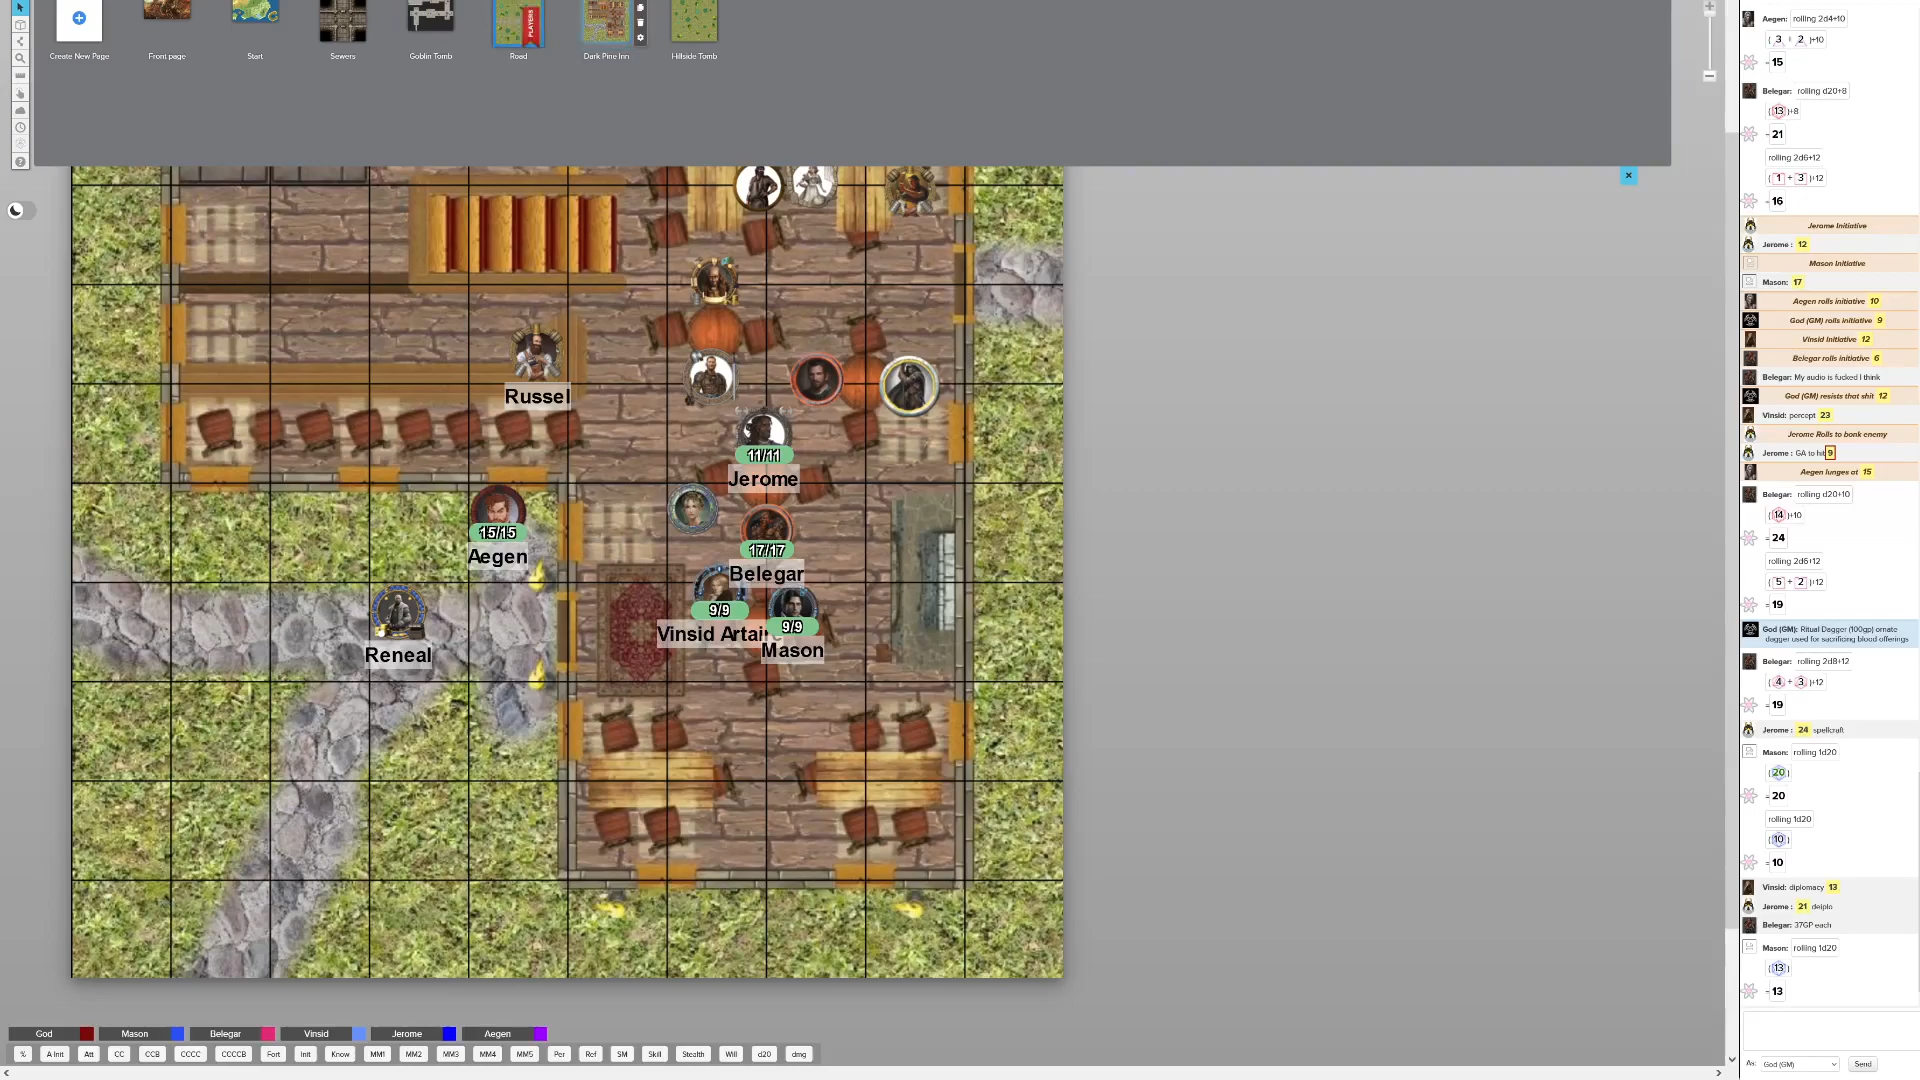 Create New Page
Front page
Start
Sewers
Goblin Tomb
Road
Dark Pine Inn
Hillside Tomb
PLAYERS
Russel
11/11
Jerome
15/15
Aegen
17/17
Belegar
Reneal
9/9
Vinsid Artair
9/9
Mason
God
Mason
Belegar
Vinsid
Jerome
Aegen
%
A Init
Att
CC
CCB
CCCC
CCCCB
Fort
Init
Know
MM1
MM2
MM3
MM4
MM5
Per
Ref
SM
Skill
Stealth
Will
d20
dmg
Aegen: rolling 2d4+10
(3+2)+10
=15
Belegar: rolling d20+8
(13)+8
=21
rolling 2d6+12
(1+3)+12
=16
Jerome Initiative
Jerome : 12
Mason Initiative
Mason: 17
Aegen rolls initiative 10
God (GM) rolls initiative 9
Vinsid Initiative 12
Belegar rolls initiative 6
Belegar: My audio is fucked I think
God (GM) resists that shit 12
Vinsid: percept 23
Jerome Rolls to bonk enemy
Jerome : GA to hit 9
Aegen lunges at 15
Belegar: rolling d20+10
(14)+10
=24
rolling 2d6+12
(5+2)+12
=19
God (GM): Ritual Dagger (100gp) ornate
dagger used for sacrificing blood offerings
Belegar: rolling 2d8+12
(4+3)+12
=19
Jerome : 24 spellcraft
Mason: rolling 1d20
(20)
=20
rolling 1d20
(10)
=10
Vinsid: diplomacy 13
Jerome : 21 deiplo
Belegar: 37GP each
Mason: rolling 1d20
(13)
=13
As: God (GM)
Send